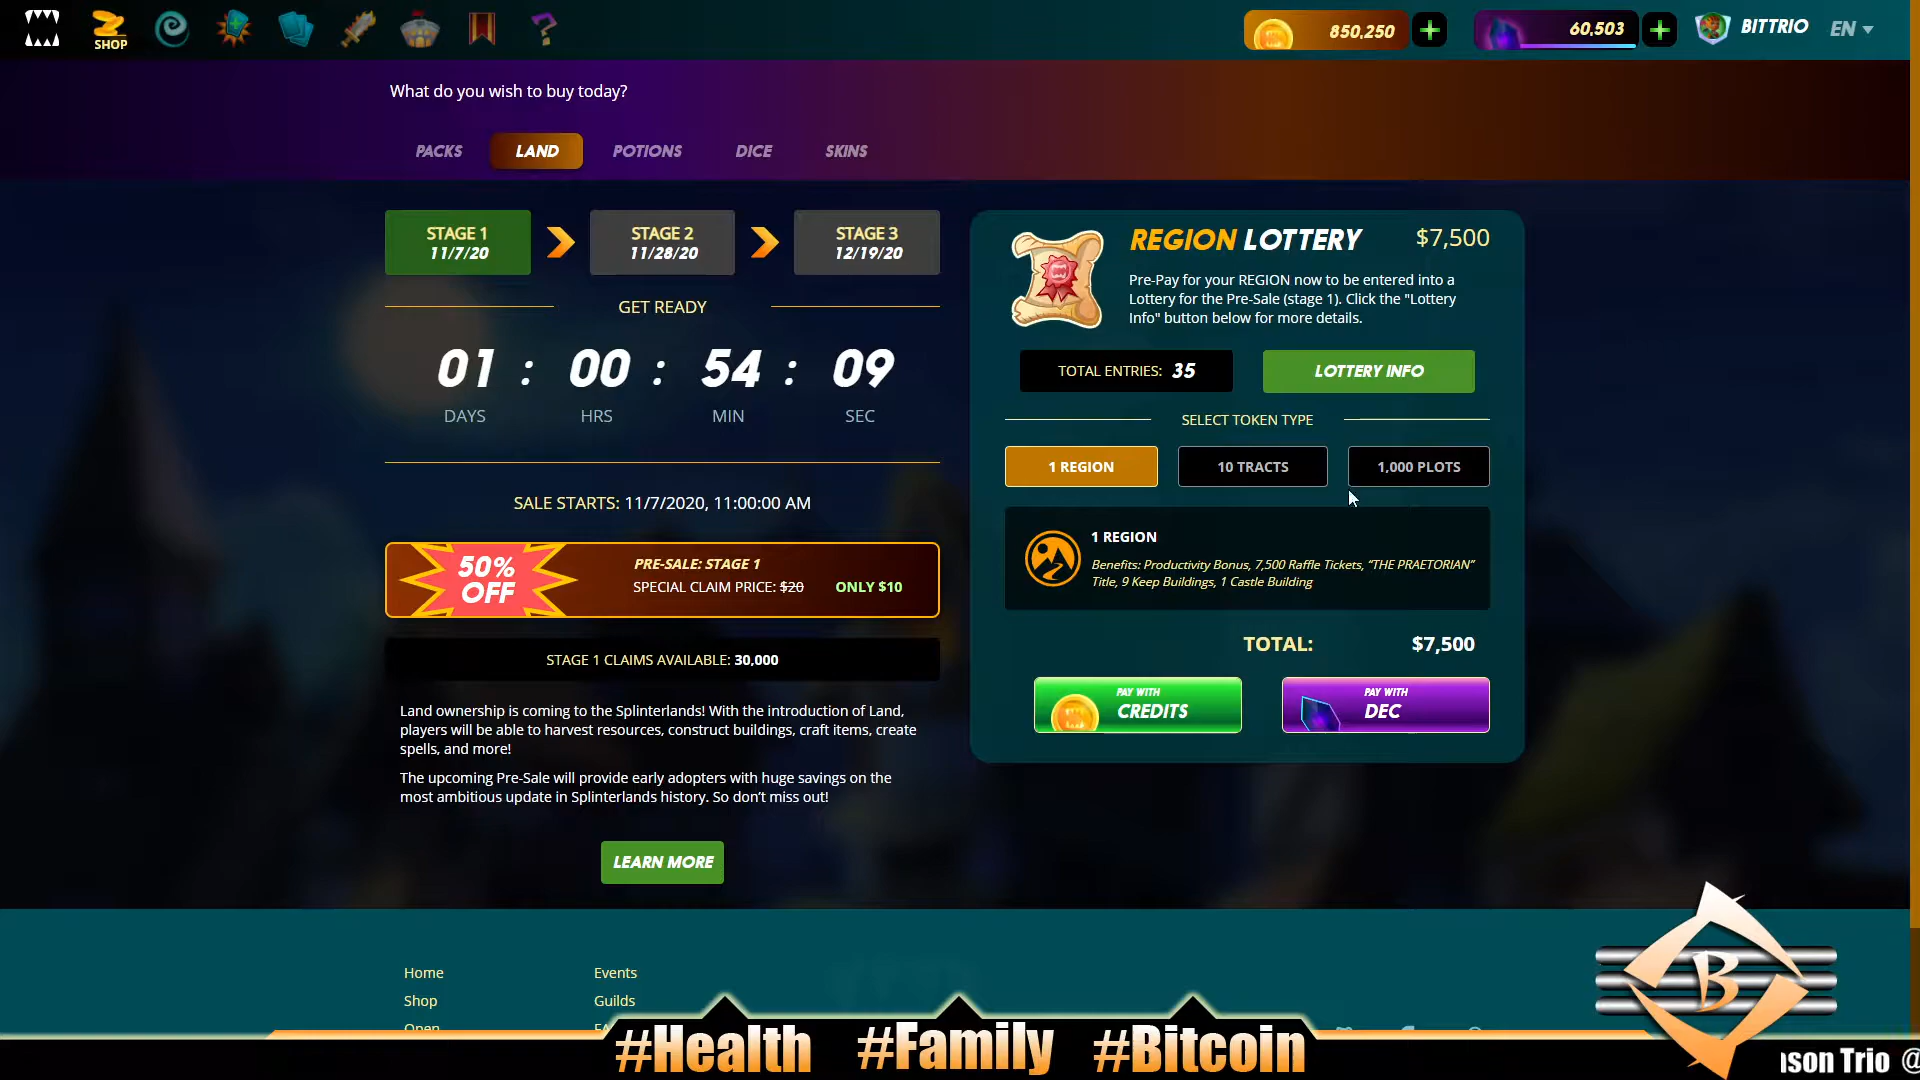 SHOP
850,250
60,503
BITTRIO
EN
What do you wish to buy today?
PACKS
LAND
POTIONS
DICE
SKINS
STAGE 1
11/7/20
STAGE 2
11/28/20
STAGE 3
12/19/20
GET READY
01 : 00 : 54 : 09
DAYS HRS MIN SEC
SALE STARTS: 11/7/2020, 11:00:00 AM
50% OFF
PRE-SALE: STAGE 1
SPECIAL CLAIM PRICE: $20 ONLY $10
STAGE 1 CLAIMS AVAILABLE: 30,000
Land ownership is coming to the Splinterlands! With the introduction of Land,
players will be able to harvest resources, construct buildings, craft items, create
spells, and more!
The upcoming Pre-Sale will provide early adopters with huge savings on the
most ambitious update in Splinterlands history. So don't miss out!
LEARN MORE
REGION LOTTERY
$7,500
Pre-Pay for your REGION now to be entered into a
Lottery for the Pre-Sale (stage 1). Click the "Lottery
Info" button below for more details.
TOTAL ENTRIES: 35
LOTTERY INFO
SELECT TOKEN TYPE
1 REGION
10 TRACTS
1,000 PLOTS
1 REGION
Benefits: Productivity Bonus, 7,500 Raffle Tickets, "THE PRAETORIAN"
Title, 9 Keep Buildings, 1 Castle Building
TOTAL: $7,500
PAY WITH
CREDITS
PAY WITH
DEC
Home
Events
Shop
Guilds
Open
#Health #Family #Bitcoin
B
son Trio @